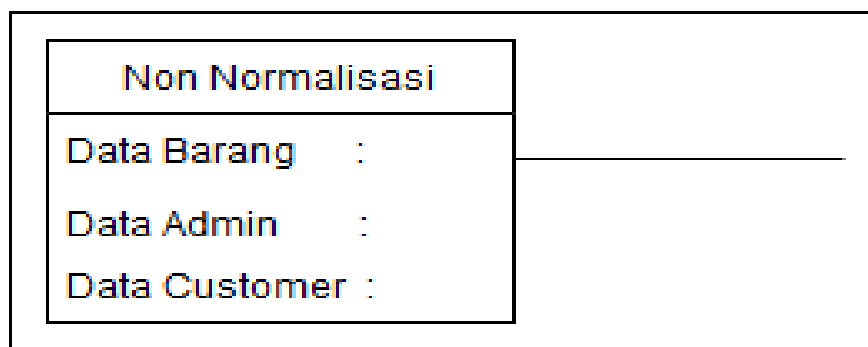 Non Normalisasi
Data Barang :
Data Admin :
Data Customer :